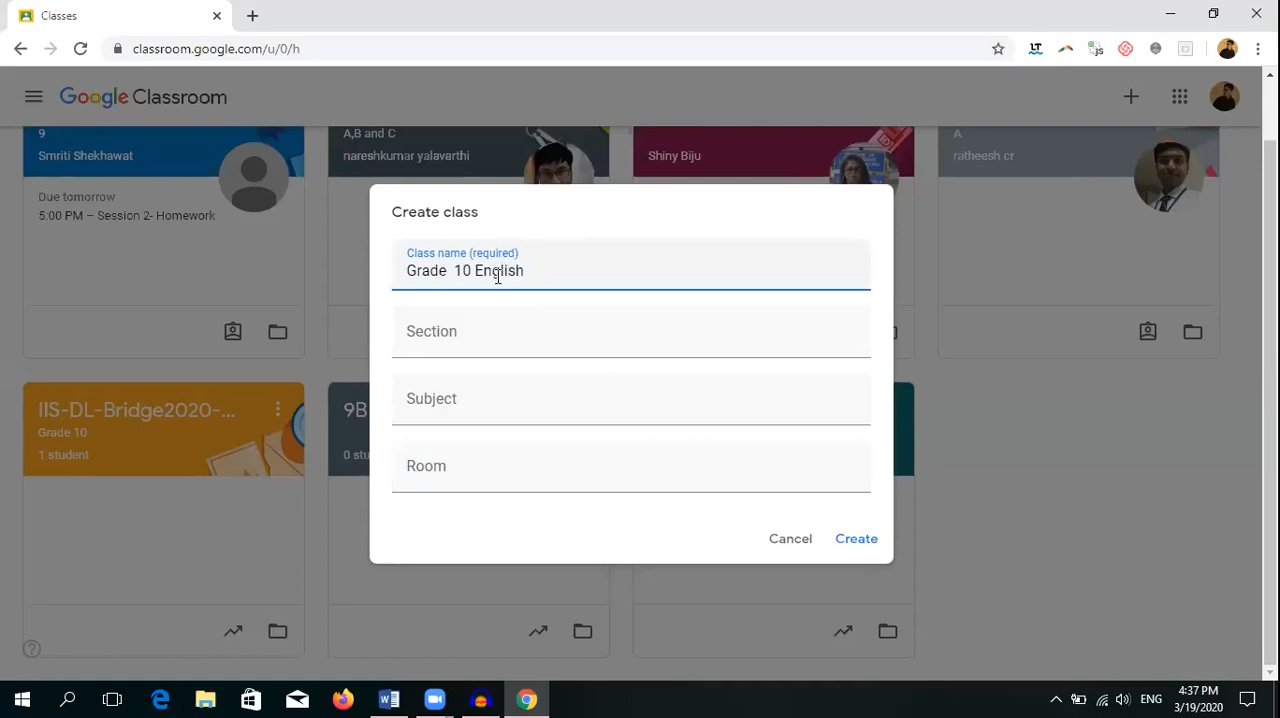 Classes
classroom.google.com/u/0/h
Google Classroom
9
Smriti Shekhawat
A,B and C
nareshkumar yalavarthi
Shiny Biju
A
ratheesh cr
Due tomorrow
5:00 PM – Session 2- Homework
Create class
Class name (required)
Grade  10 English
Section
Subject
Room
Cancel
Create
IIS-DL-Bridge2020-...
Grade 10
1 student
9B
0 stu
ENG
4:37 PM
3/19/2020